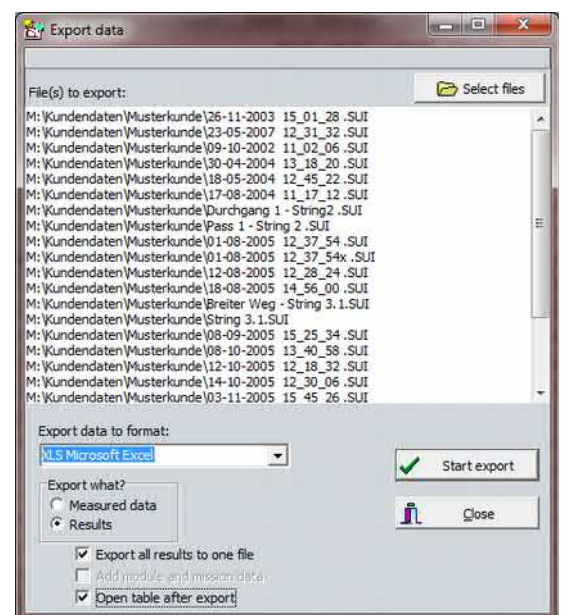 Export data
File(s) to export:
Select files
M:\Kundendaten\Musterkunde\26-11-2003 15_01_28 .SUI
M:\Kundendaten\Musterkunde\23-05-2007 12_31_32 .SUI
M:\Kundendaten\Musterkunde\09-10-2002 11_02_06 .SUI
M:\Kundendaten\Musterkunde\30-04-2004 13_18_20 .SUI
M:\Kundendaten\Musterkunde\18-05-2004 12_45_22 .SUI
M:\Kundendaten\Musterkunde\17-08-2004 11_17_12 .SUI
M:\Kundendaten\Musterkunde\Durchgang 1 - String2 .SUI
M:\Kundendaten\Musterkunde\Pass 1 - String 2 .SUI
M:\Kundendaten\Musterkunde\01-08-2005 12_37_54 .SUI
M:\Kundendaten\Musterkunde\01-08-2005 12_37_54x .SUI
M:\Kundendaten\Musterkunde\12-08-2005 12_28_24 .SUI
M:\Kundendaten\Musterkunde\18-08-2005 14_56_00 .SUI
M:\Kundendaten\Musterkunde\Breiter Weg - String 3.1.SUI
M:\Kundendaten\Musterkunde\String 3.1.SUI
M:\Kundendaten\Musterkunde\08-09-2005 15_25_34 .SUI
M:\Kundendaten\Musterkunde\08-10-2005 13_40_58 .SUI
M:\Kundendaten\Musterkunde\12-10-2005 12_18_32 .SUI
M:\Kundendaten\Musterkunde\14-10-2005 12_30_06 .SUI
M:\Kundendaten\Musterkunde\03-11-2005 15_45_26 .SUI
Export data to format:
XLS Microsoft Excel
Start export
Export what?
Measured data
Results
Close
Export all results to one file
Add module and mission data
Open table after export